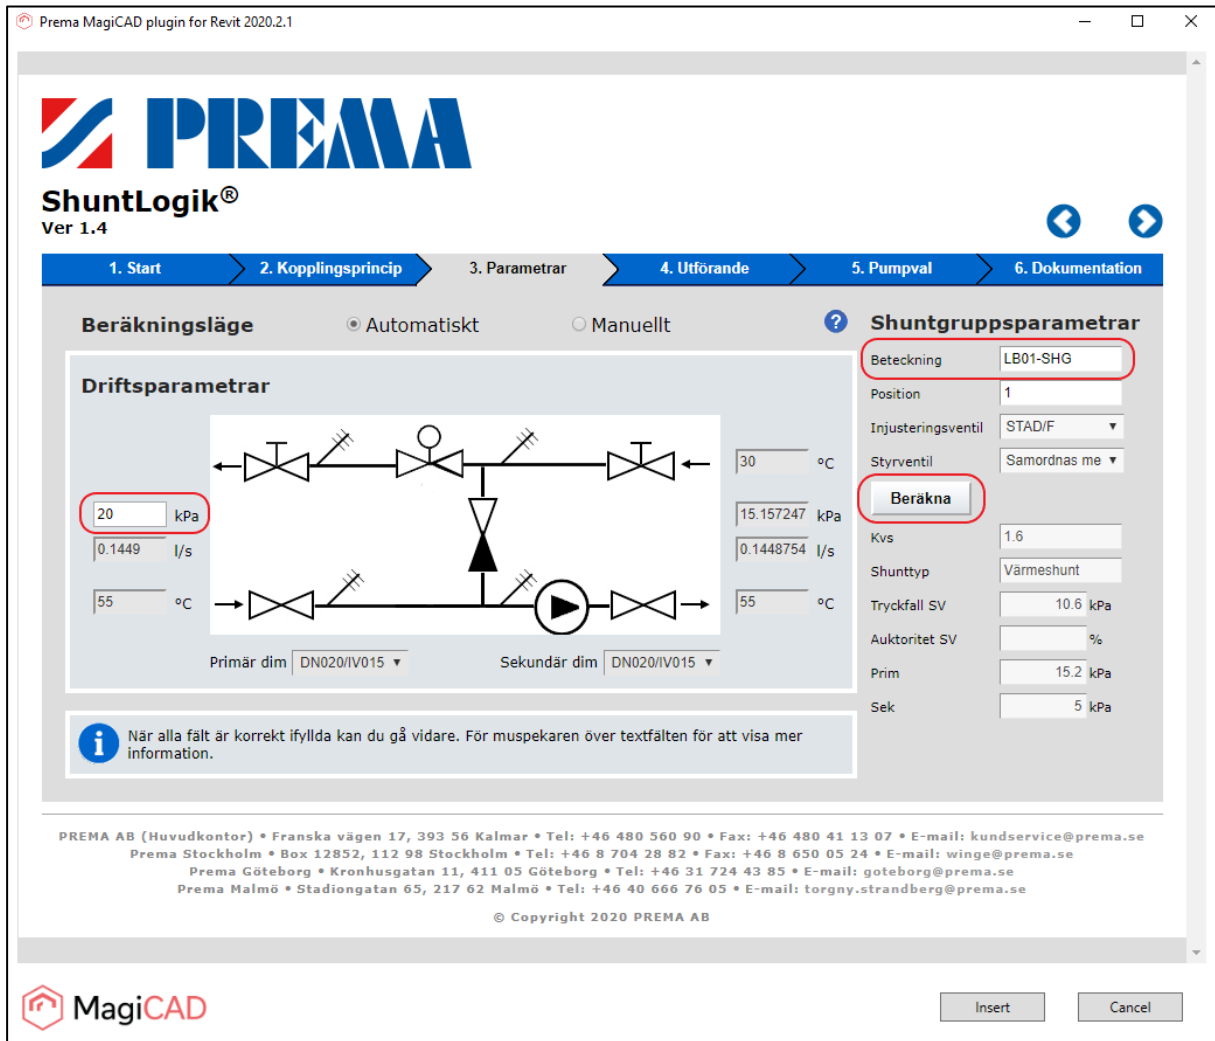 Prema MagiCAD plugin for Revit 2020.2.1
PREMA
ShuntLogik®
Ver 1.4
1. Start
2. Kopplingsprincip
3. Parametrar
4. Utförande
5. Pumpval
6. Dokumentation
Beräkningsläge
Automatiskt
Manuellt
?
Driftsparametrar
20 kPa
0.1449 l/s
55 °C
30 °C
15.157247 kPa
0.1448754 l/s
55 °C
Primär dim DN020/IV015
Sekundär dim DN020/IV015
i
När alla fält är korrekt ifyllda kan du gå vidare. För muspekaren över textfälten för att visa mer
information.
Shuntgruppsparametrar
Beteckning LB01-SHG
Position 1
Injusteringsventil STAD/F
Styrventil Samordnas me
Beräkna
Kvs 1.6
Shunttyp Värmeshunt
Tryckfall SV 10.6 kPa
Auktoritet SV %
Prim 15.2 kPa
Sek 5 kPa
PREMA AB (Huvudkontor) • Franska vägen 17, 393 56 Kalmar • Tel: +46 480 560 90 • Fax: +46 480 41 13 07 • E-mail: kundservice@prema.se
Prema Stockholm • Box 12852, 112 98 Stockholm • Tel: +46 8 704 28 82 • Fax: +46 8 650 05 24 • E-mail: winge@prema.se
Prema Göteborg • Kronhusgatan 11, 411 05 Göteborg • Tel: +46 31 724 43 85 • E-mail: goteborg@prema.se
Prema Malmö • Stadiongatan 65, 217 62 Malmö • Tel: +46 40 666 76 05 • E-mail: torgny.strandberg@prema.se
© Copyright 2020 PREMA AB
MagiCAD
Insert
Cancel